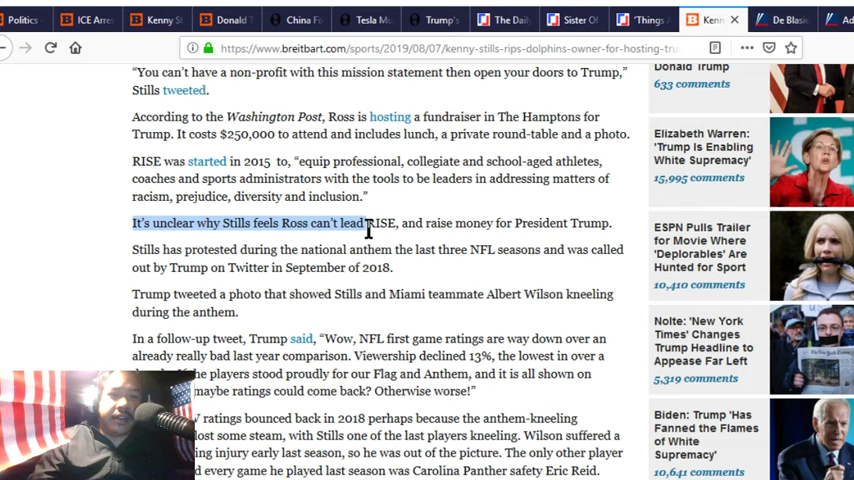 Politics -
ICE Arres
Kenny St
Donald T
China Fi
Tesla Mo
Trump's
The Daily
Sister Of
'Things A
Kenn
De Blasio
Ad
https://www.breitbart.com/sports/2019/08/07/kenny-stills-rips-dolphins-owner-for-hosting-tru
"You can't have a non-profit with this mission statement then open your doors to Trump,"
Stills tweeted.
According to the Washington Post, Ross is hosting a fundraiser in The Hamptons for
Trump. It costs $250,000 to attend and includes lunch, a private round-table and a photo.
RISE was started in 2015 to, "equip professional, collegiate and school-aged athletes,
coaches and sports administrators with the tools to be leaders in addressing matters of
racism, prejudice, diversity and inclusion."
It's unclear why Stills feels Ross can't lead RISE, and raise money for President Trump.
Stills has protested during the national anthem the last three NFL seasons and was called
out by Trump on Twitter in September of 2018.
Trump tweeted a photo that showed Stills and Miami teammate Albert Wilson kneeling
during the anthem.
In a follow-up tweet, Trump said, "Wow, NFL first game ratings are way down over an
already really bad last year comparison. Viewership declined 13%, the lowest in over a
players stood proudly for our Flag and Anthem, and it is all shown on
maybe ratings could come back? Otherwise worse!"
ratings bounced back in 2018 perhaps because the anthem-kneeling
lost some steam, with Stills one of the last players kneeling. Wilson suffered a
ing injury early last season, so he was out of the picture. The only other player
d every game he played last season was Carolina Panther safety Eric Reid.
Donald Trump
633 comments
Elizabeth Warren:
'Trump Is Enabling
White Supremacy'
15,995 comments
ESPN Pulls Trailer
for Movie Where
'Deplorables' Are
Hunted for Sport
10,410 comments
Nolte: 'New York
Times' Changes
Trump Headline to
Appease Far Left
5,319 comments
Biden: Trump 'Has
Fanned the Flames
of White
Supremacy'
10,641 comments